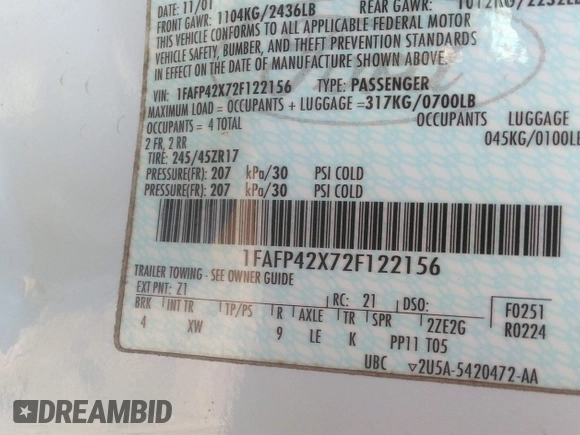 DATE: 11/01 GAWR: REAR GAWR:
1104KG/2436LB
THIS VEHICLE CONFORMS TO ALL APPLICABLE FEDERAL MOTOR
VEHICLE SAFETY, BUMPER, AND THEFT PREVENTION STANDARDS
IN EFFECT ON THE DATE OF MANUFACTURE SHOWN ABOVE.
VIN: 1FAFP42X72F122156 TYPE: PASSENGER
MAXIMUM LOAD = OCCUPANTS + LUGGAGE = 317KG/0700LB
OCCUPANTS = 4 TOTAL OCCUPANTS LUGGAGE
2 FR, 2 RR 045KG/0100LB
TIRE: 245/45ZR17
PRESSURE(FR): 207 kPa/30 PSI COLD
PRESSURE(FR): 207 kPa/30 PSI COLD
1FAFP42X72F122156
TRAILER TOWING - SEE OWNER GUIDE
EXT PNT: Z1 RC: 21 DSO: F0251
BRK INT TR TP/PS R AXLE TR SPR 2ZE2G R0224
4 XW 9 LE K PP11 T05
UBC ▽2U5A-5420472-AA
DREAMBID